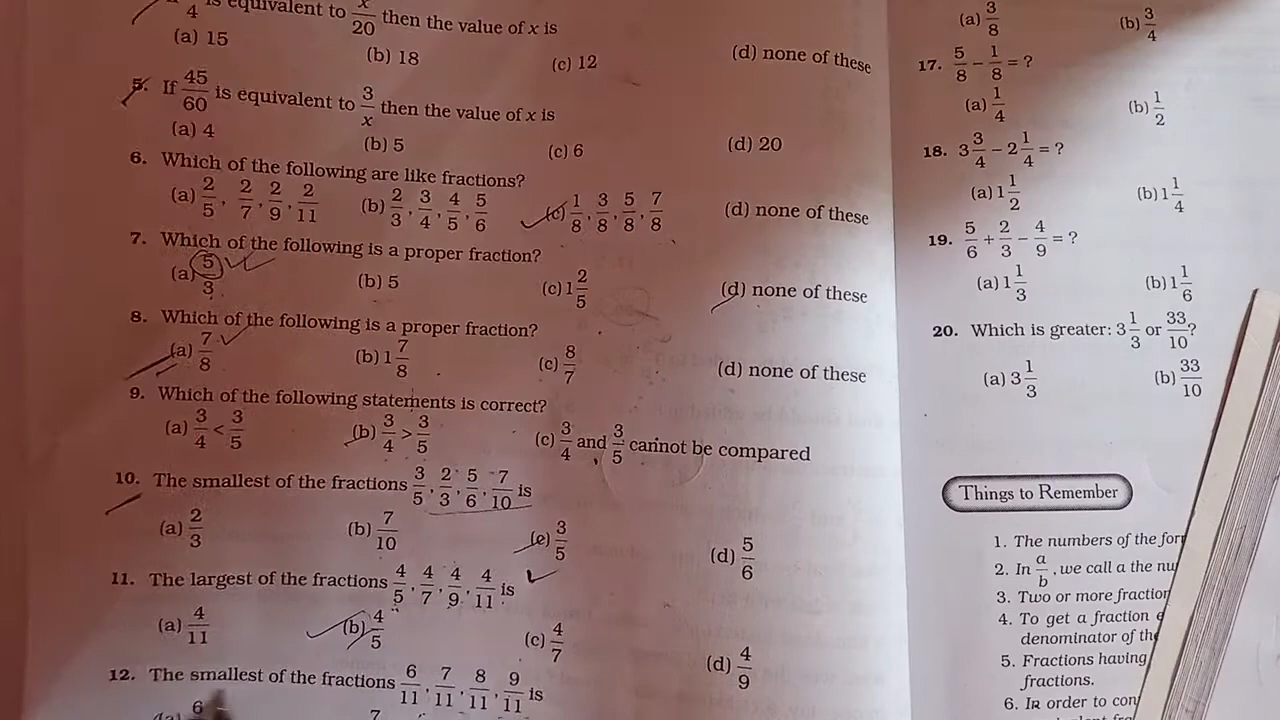 4 is equivalent to x/20 then the value of x is
(a) 15 (b) 18 (c) 12 (d) none of these
5. If 45/60 is equivalent to 3/x then the value of x is
(a) 4 (b) 5 (c) 6 (d) 20
6. Which of the following are like fractions?
(a) 2/5, 2/7, 2/9, 2/11 (b) 2/3, 3/4, 4/5, 5/6 (c) 1/8, 3/8, 5/8, 7/8 (d) none of these
7. Which of the following is a proper fraction?
(a) 5/3 (b) 5 (c) 1 2/5 (d) none of these
8. Which of the following is a proper fraction?
(a) 7/8 (b) 1 7/8 (c) 8/7 (d) none of these
9. Which of the following statements is correct?
(a) 3/4 < 3/5 (b) 3/4 > 3/5 (c) 3/4 and 3/5 cannot be compared
10. The smallest of the fractions 3/5, 2/3, 5/6, 7/10 is
(a) 2/3 (b) 7/10 (c) 3/5 (d) 5/6
11. The largest of the fractions 4/5, 4/7, 4/9, 4/11 is
(a) 4/11 (b) 4/5 (c) 4/7 (d) 4/9
12. The smallest of the fractions 6/11, 7/11, 8/11, 9/11 is
(a) 6 7
(a) 3/8 (b) 3/4
17. 5/8 − 1/8 = ?
(a) 1/4 (b) 1/2
18. 3 3/4 − 2 1/4 = ?
(a) 1 1/2 (b) 1 1/4
19. 5/6 + 2/3 − 4/9 = ?
(a) 1 1/3 (b) 1 1/6
20. Which is greater: 3 1/3 or 33/10?
(a) 3 1/3 (b) 33/10
Things to Remember
1. The numbers of the for
2. In a/b, we call a the nu
3. Two or more fraction
4. To get a fraction e
denominator of the
5. Fractions having
fractions.
6. In order to con